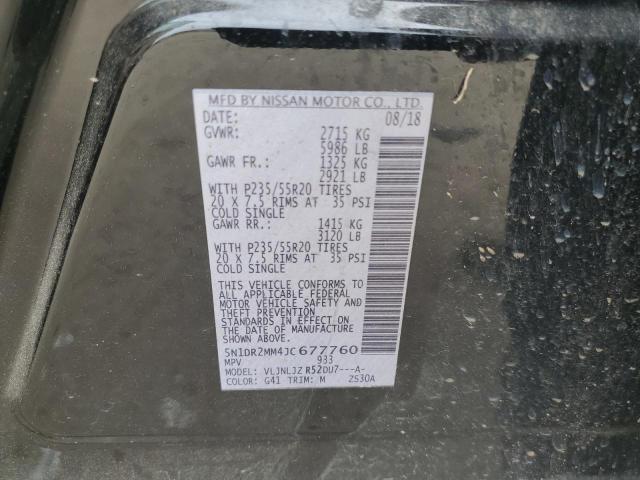 MFD BY NISSAN MOTOR CO., LTD.
DATE: 08/18
GVWR: 2715 KG
5986 LB
GAWR FR.: 1325 KG
2921 LB
WITH P235/55R20 TIRES
20 X 7.5 RIMS AT 35 PSI
COLD SINGLE
GAWR RR.: 1415 KG
3120 LB
WITH P235/55R20 TIRES
20 X 7.5 RIMS AT 35 PSI
COLD SINGLE
THIS VEHICLE CONFORMS TO
ALL APPLICABLE FEDERAL
MOTOR VEHICLE SAFETY AND
THEFT PREVENTION
STANDARDS IN EFFECT ON
THE DATE OF MANUFACTURE
SHOWN ABOVE.
5N1DR2MM4JC677760
MPV 933
MODEL: VLJNLJZ R52DU7---A-
COLOR: G41 TRIM: M ZS30A